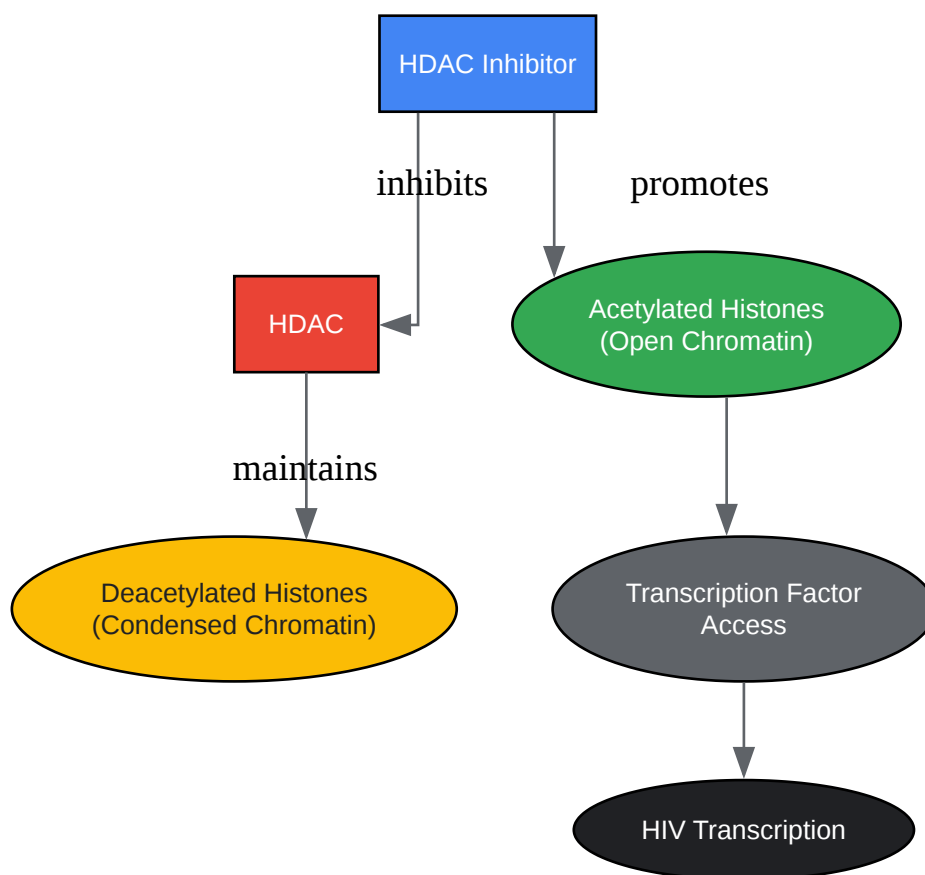 HDAC Inhibitor
inhibits
promotes
HDAC
Acetylated Histones
(Open Chromatin)
maintains
Deacetylated Histones
(Condensed Chromatin)
Transcription Factor
Access
HIV Transcription